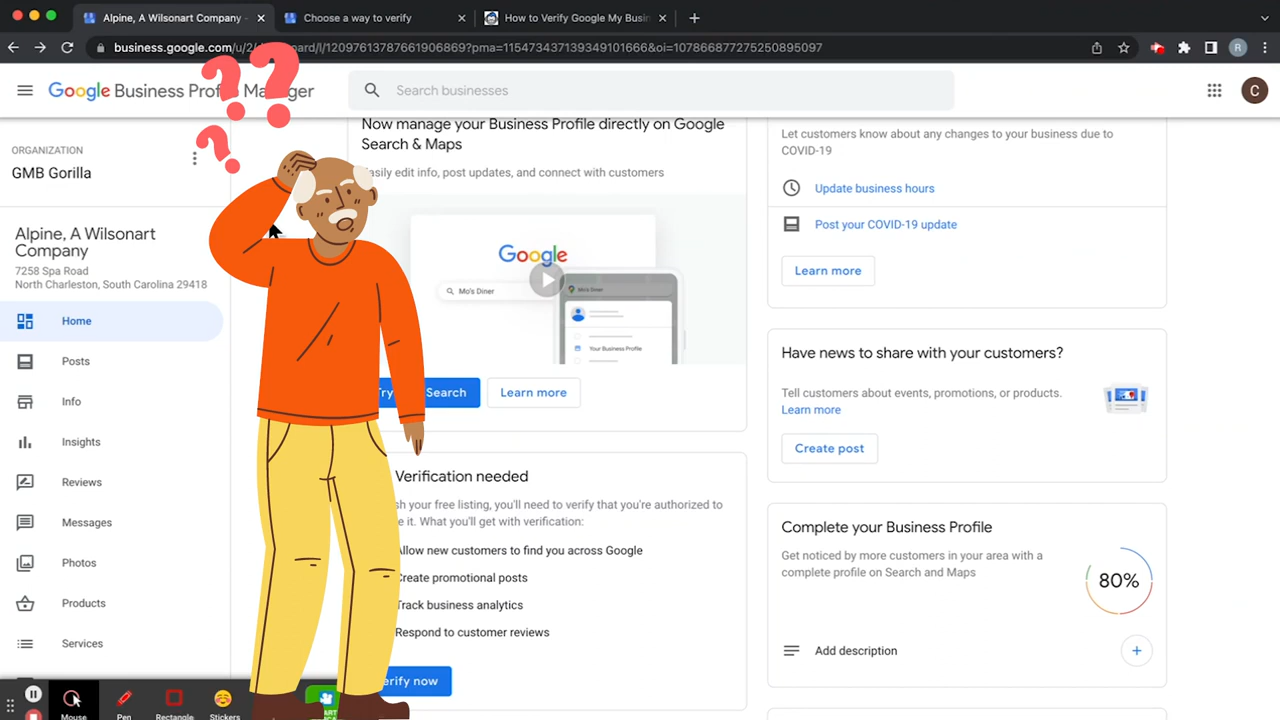 Alpine, A Wilsonart Company -
Choose a way to verify
How to Verify Google My Busin
business.google.com/u/2/d
ard/l/12097613787661906869?pma=115473437139349101666&oi=107866877275250895097
R
Google Business Profile Manager
Search businesses
C
ORGANIZATION
GMB Gorilla
Alpine, A Wilsonart
Company
7258 Spa Road
North Charleston, South Carolina 29418
Home
Posts
Info
Insights
Reviews
Messages
Photos
Products
Services
Now manage your Business Profile directly on Google
Search & Maps
Easily edit info, post updates, and connect with customers
Google
Mo's Diner
Mo's Diner
Your Business Profile
Try
Search
Learn more
Verification needed
sh your free listing, you'll need to verify that you're authorized to
e it. What you'll get with verification:
Allow new customers to find you across Google
Create promotional posts
Track business analytics
Respond to customer reviews
erify now
Let customers know about any changes to your business due to
COVID-19
Update business hours
Post your COVID-19 update
Learn more
Have news to share with your customers?
Tell customers about events, promotions, or products.
Learn more
Create post
Complete your Business Profile
Get noticed by more customers in your area with a
complete profile on Search and Maps
80%
Add description
Mouse
Pen
Rectangle
Stickers
? ? ?